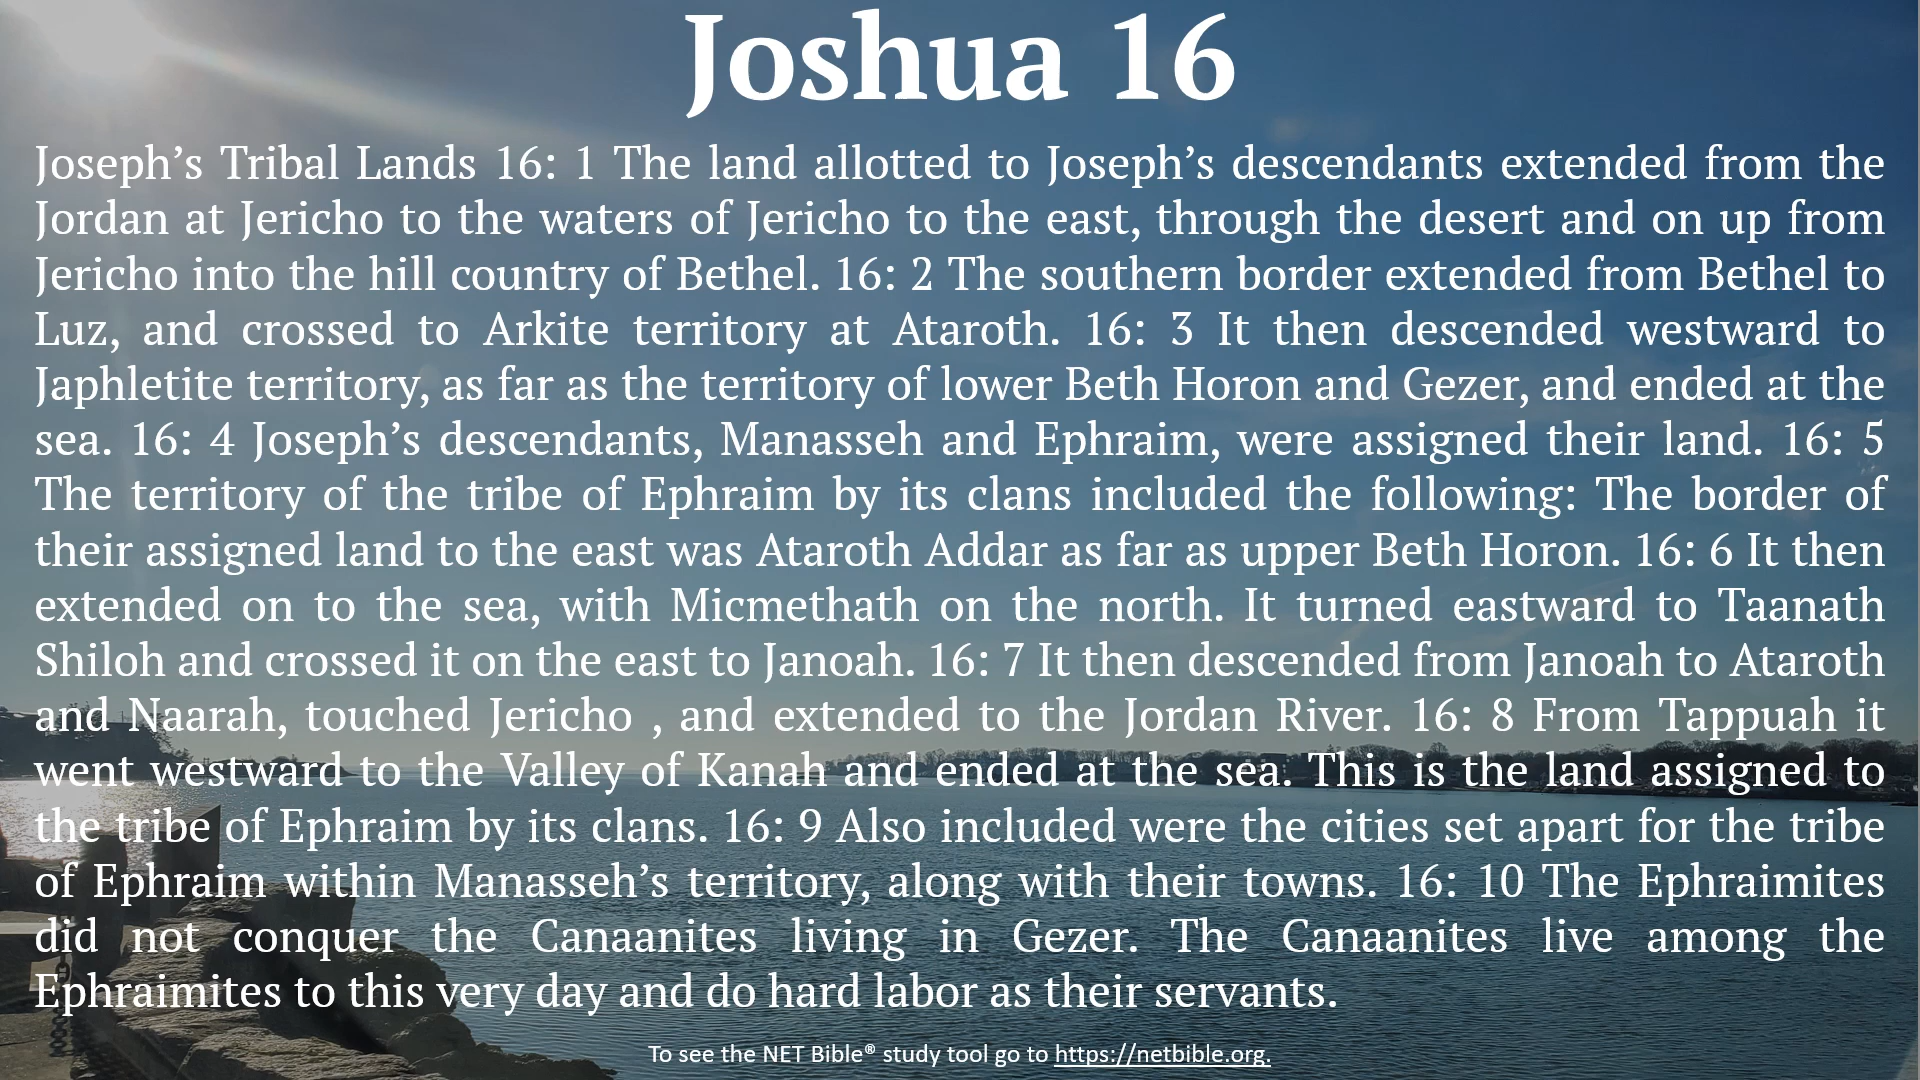 Joshua 16
Joseph’s Tribal Lands 16: 1 The land allotted to Joseph’s descendants extended from the
Jordan at Jericho to the waters of Jericho to the east, through the desert and on up from
Jericho into the hill country of Bethel. 16: 2 The southern border extended from Bethel to
Luz, and crossed to Arkite territory at Ataroth. 16: 3 It then descended westward to
Japhletite territory, as far as the territory of lower Beth Horon and Gezer, and ended at the
sea. 16: 4 Joseph’s descendants, Manasseh and Ephraim, were assigned their land. 16: 5
The territory of the tribe of Ephraim by its clans included the following: The border of
their assigned land to the east was Ataroth Addar as far as upper Beth Horon. 16: 6 It then
extended on to the sea, with Micmethath on the north. It turned eastward to Taanath
Shiloh and crossed it on the east to Janoah. 16: 7 It then descended from Janoah to Ataroth
and Naarah, touched Jericho , and extended to the Jordan River. 16: 8 From Tappuah it
went westward to the Valley of Kanah and ended at the sea. This is the land assigned to
the tribe of Ephraim by its clans. 16: 9 Also included were the cities set apart for the tribe
of Ephraim within Manasseh’s territory, along with their towns. 16: 10 The Ephraimites
did not conquer the Canaanites living in Gezer. The Canaanites live among the
Ephraimites to this very day and do hard labor as their servants.
To see the NET Bible® study tool go to https://netbible.org.